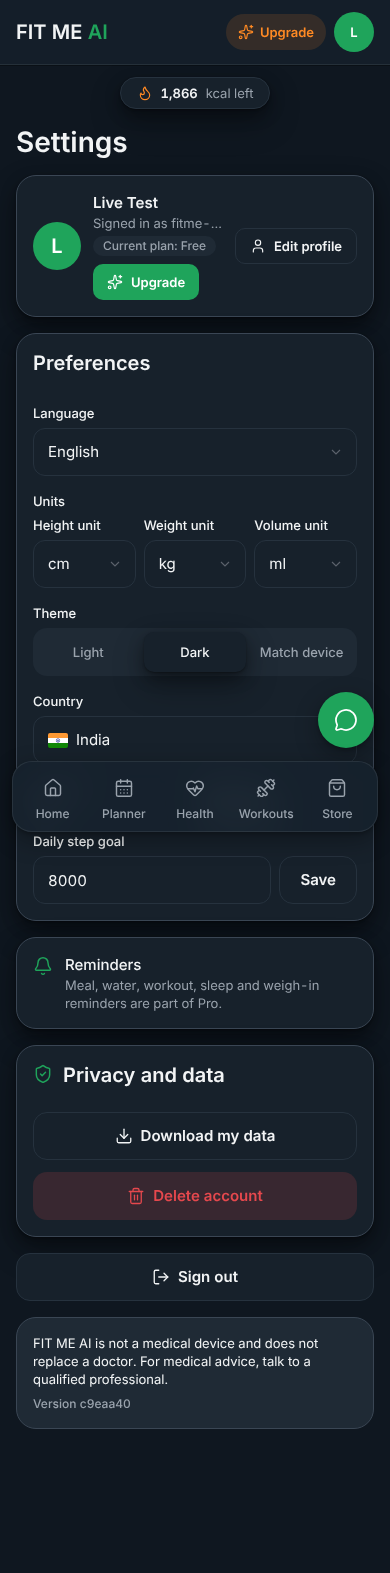 FIT ME AI
Upgrade
L
1,866 kcal left
Settings
L
Live Test
Signed in as fitme-...
Current plan: Free
Upgrade
Edit profile
Preferences
Language
English
Units
Height unit
Weight unit
Volume unit
cm
kg
ml
Theme
Light
Dark
Match device
Country
India
Home
Planner
Health
Workouts
Store
Daily step goal
8000
Save
Reminders
Meal, water, workout, sleep and weigh-in
reminders are part of Pro.
Privacy and data
Download my data
Delete account
Sign out
FIT ME AI is not a medical device and does not
replace a doctor. For medical advice, talk to a
qualified professional.
Version c9eaa40